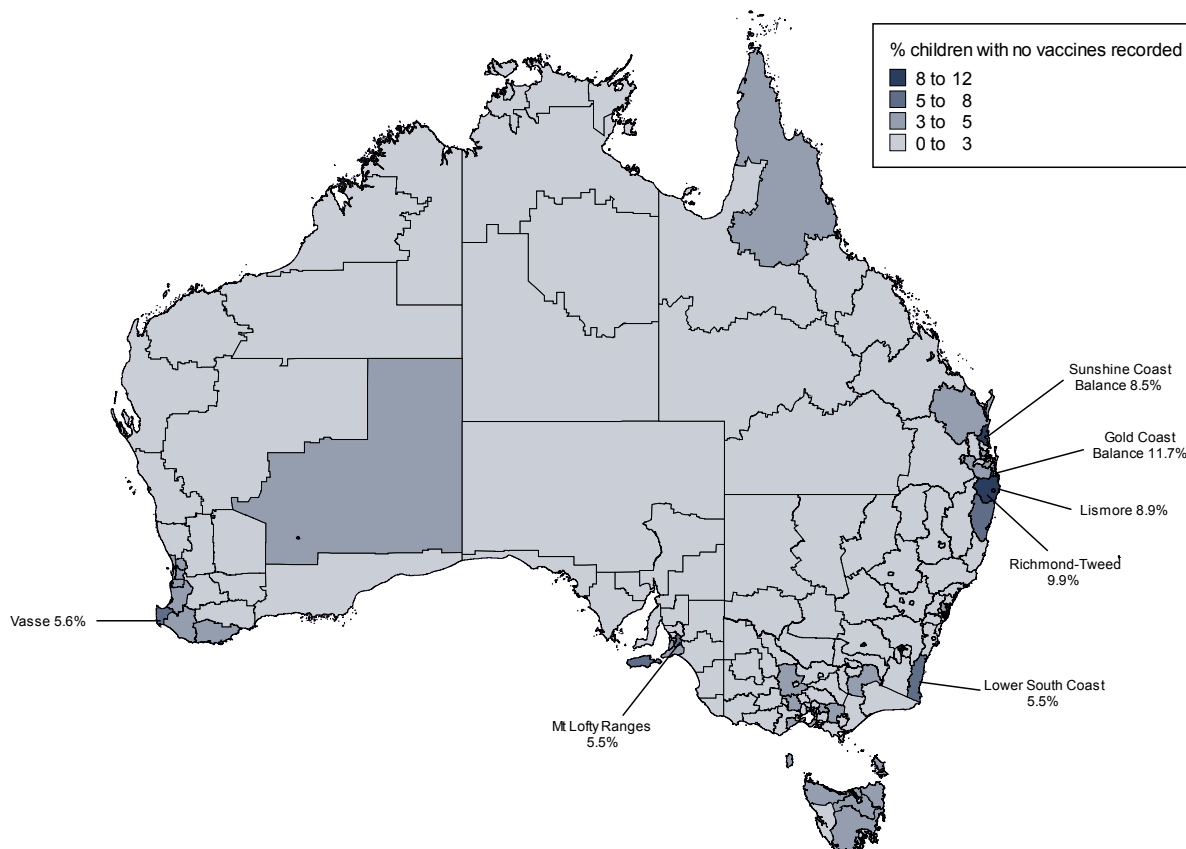 % children with no vaccines recorded
8 to 12
5 to 8
3 to 5
0 to 3
Sunshine Coast
Balance 8.5%
Gold Coast
Balance 11.7%
Lismore 8.9%
Richmond-Tweed
9.9%
Vasse 5.6%
Lower South Coast
5.5%
Mt Lofty Ranges
5.5%